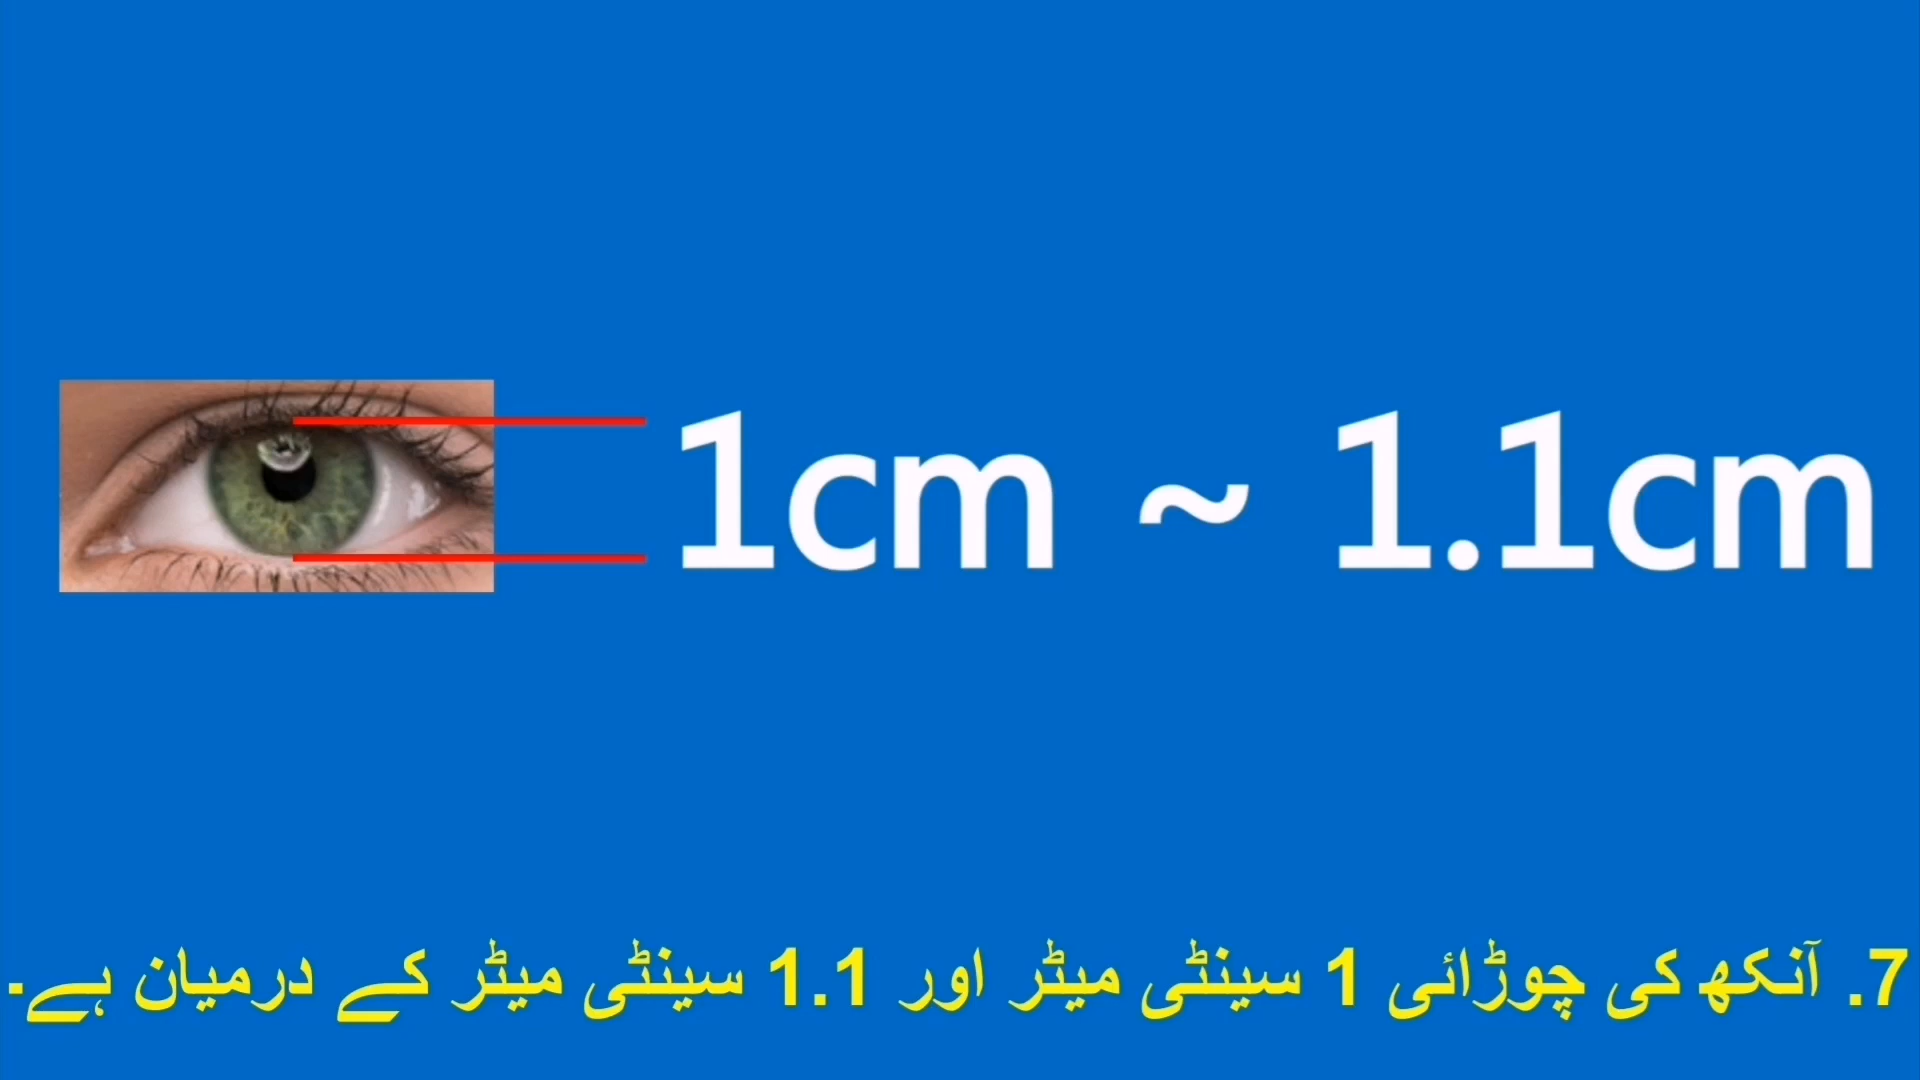 1cm ~ 1.1cm
7. آنکھ کی چوڑائی 1 سینٹی میٹر اور 1.1 سینٹی میٹر کے درمیان ہے۔